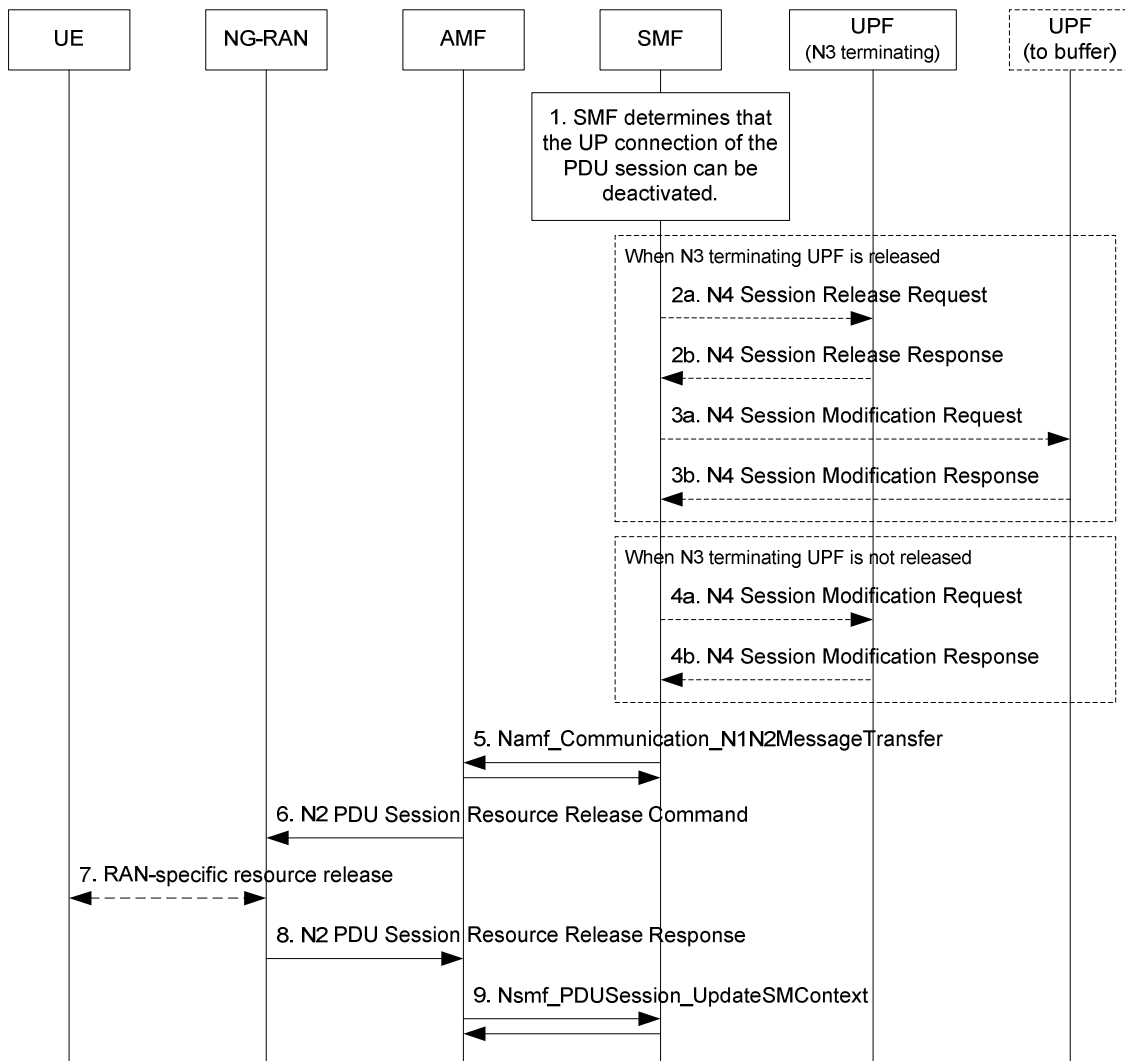 UE
NG-RAN
AMF
SMF
UPF
(N3 terminating)
UPF
(to buffer)
1. SMF determines that
the UP connection of the
PDU session can be
deactivated.
When N3 terminating UPF is released
2a. N4 Session Release Request
2b. N4 Session Release Response
3a. N4 Session Modification Request
3b. N4 Session Modification Response
When N3 terminating UPF is not released
4a. N4 Session Modification Request
4b. N4 Session Modification Response
5. Namf_Communication_N1N2MessageTransfer
6. N2 PDU Session Resource Release Command
7. RAN-specific resource release
8. N2 PDU Session Resource Release Response
9. Nsmf_PDUSession_UpdateSMContext